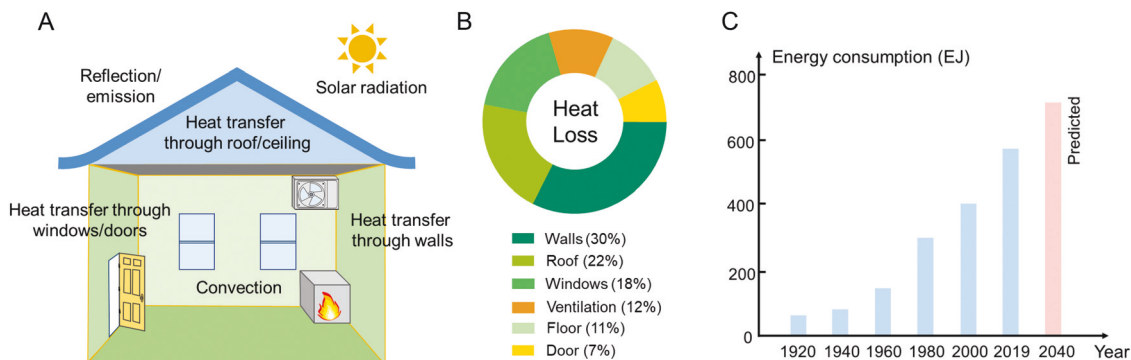 A
Reflection/
emission
Solar radiation
Heat transfer
through roof/ceiling
Heat transfer through
windows/doors
Heat transfer
through walls
Convection
B
Heat
Loss
Walls (30%)
Roof (22%)
Windows (18%)
Ventilation (12%)
Floor (11%)
Door (7%)
C
Energy consumption (EJ)
800
600
400
200
0
Predicted
1920 1940 1960 1980 2000 2019 2040 Year